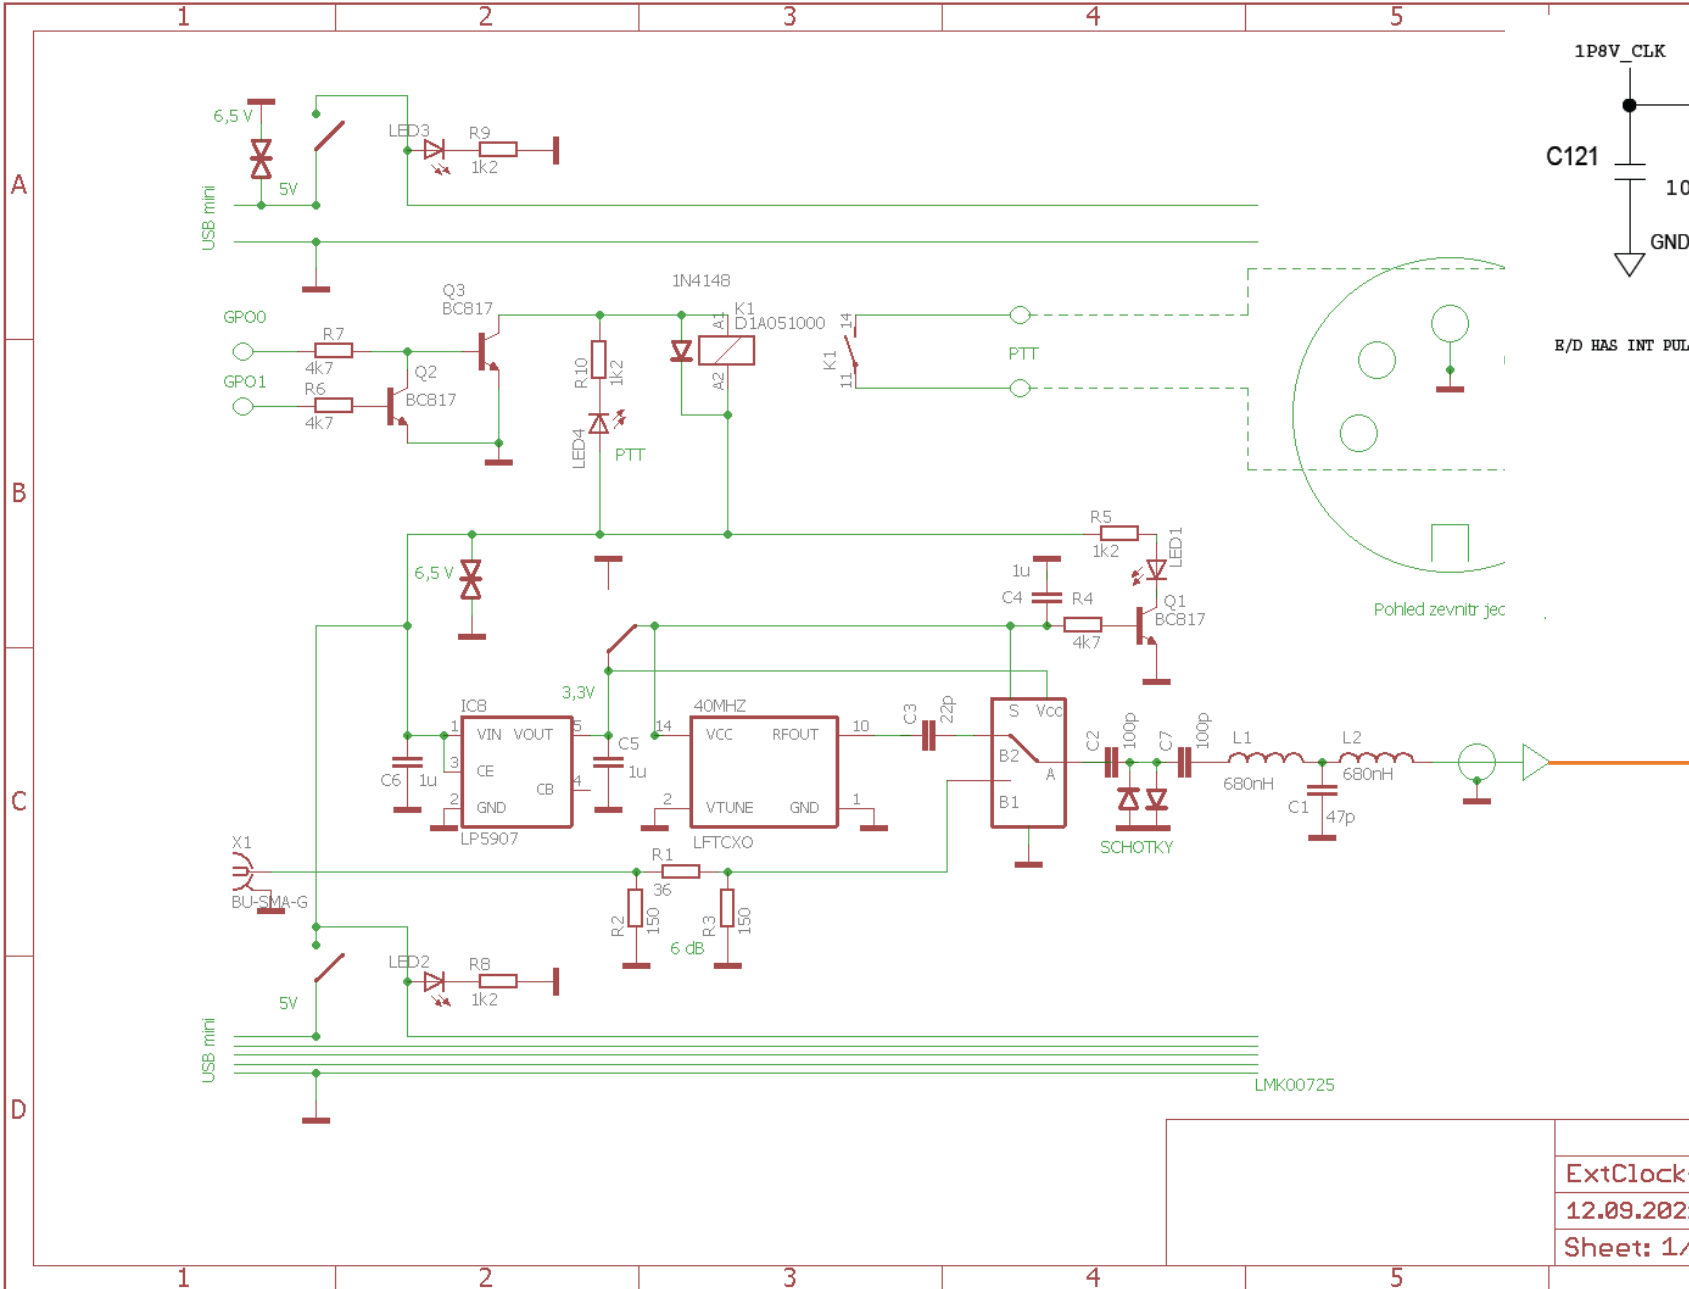 1 2 3 4 5
1P8V_CLK
6,5 V
LED3
R9
1k2
C121
A
5V
USB mini
GND
Q3
BC817
1N4148
K1
D1A051000
A1
14
GPO0
R7
4k7
R10
1k2
K1
PTT
E/D HAS INT
GPO1
Q2
BC817
R6
4k7
A2
11
LED4
PTT
B
R5
1k2
LED1
6,5 V
1u
C4
R4
4k7
Q1
BC817
Pohled zevnitr
3,3V
IC8
40MHZ
C3
22p
S Vcc
1 VIN VOUT 5
14 VCC RFOUT 10
C5
1u
C2
100p
C7
100p
L1
680nH
L2
680nH
B2
A
3 CE
C6
1u
CB 4
B1
C
2 GND
2 VTUNE GND 1
C1
47p
LP5907
LFTCXO
SCHOTKY
X1
BU-SMA-G
R1
36
R2
150
R3
150
6 dB
LED2
R8
1k2
5V
USB mini
LMK00725
D
ExtClock
Sheet: 1/
1 2 3 4 5